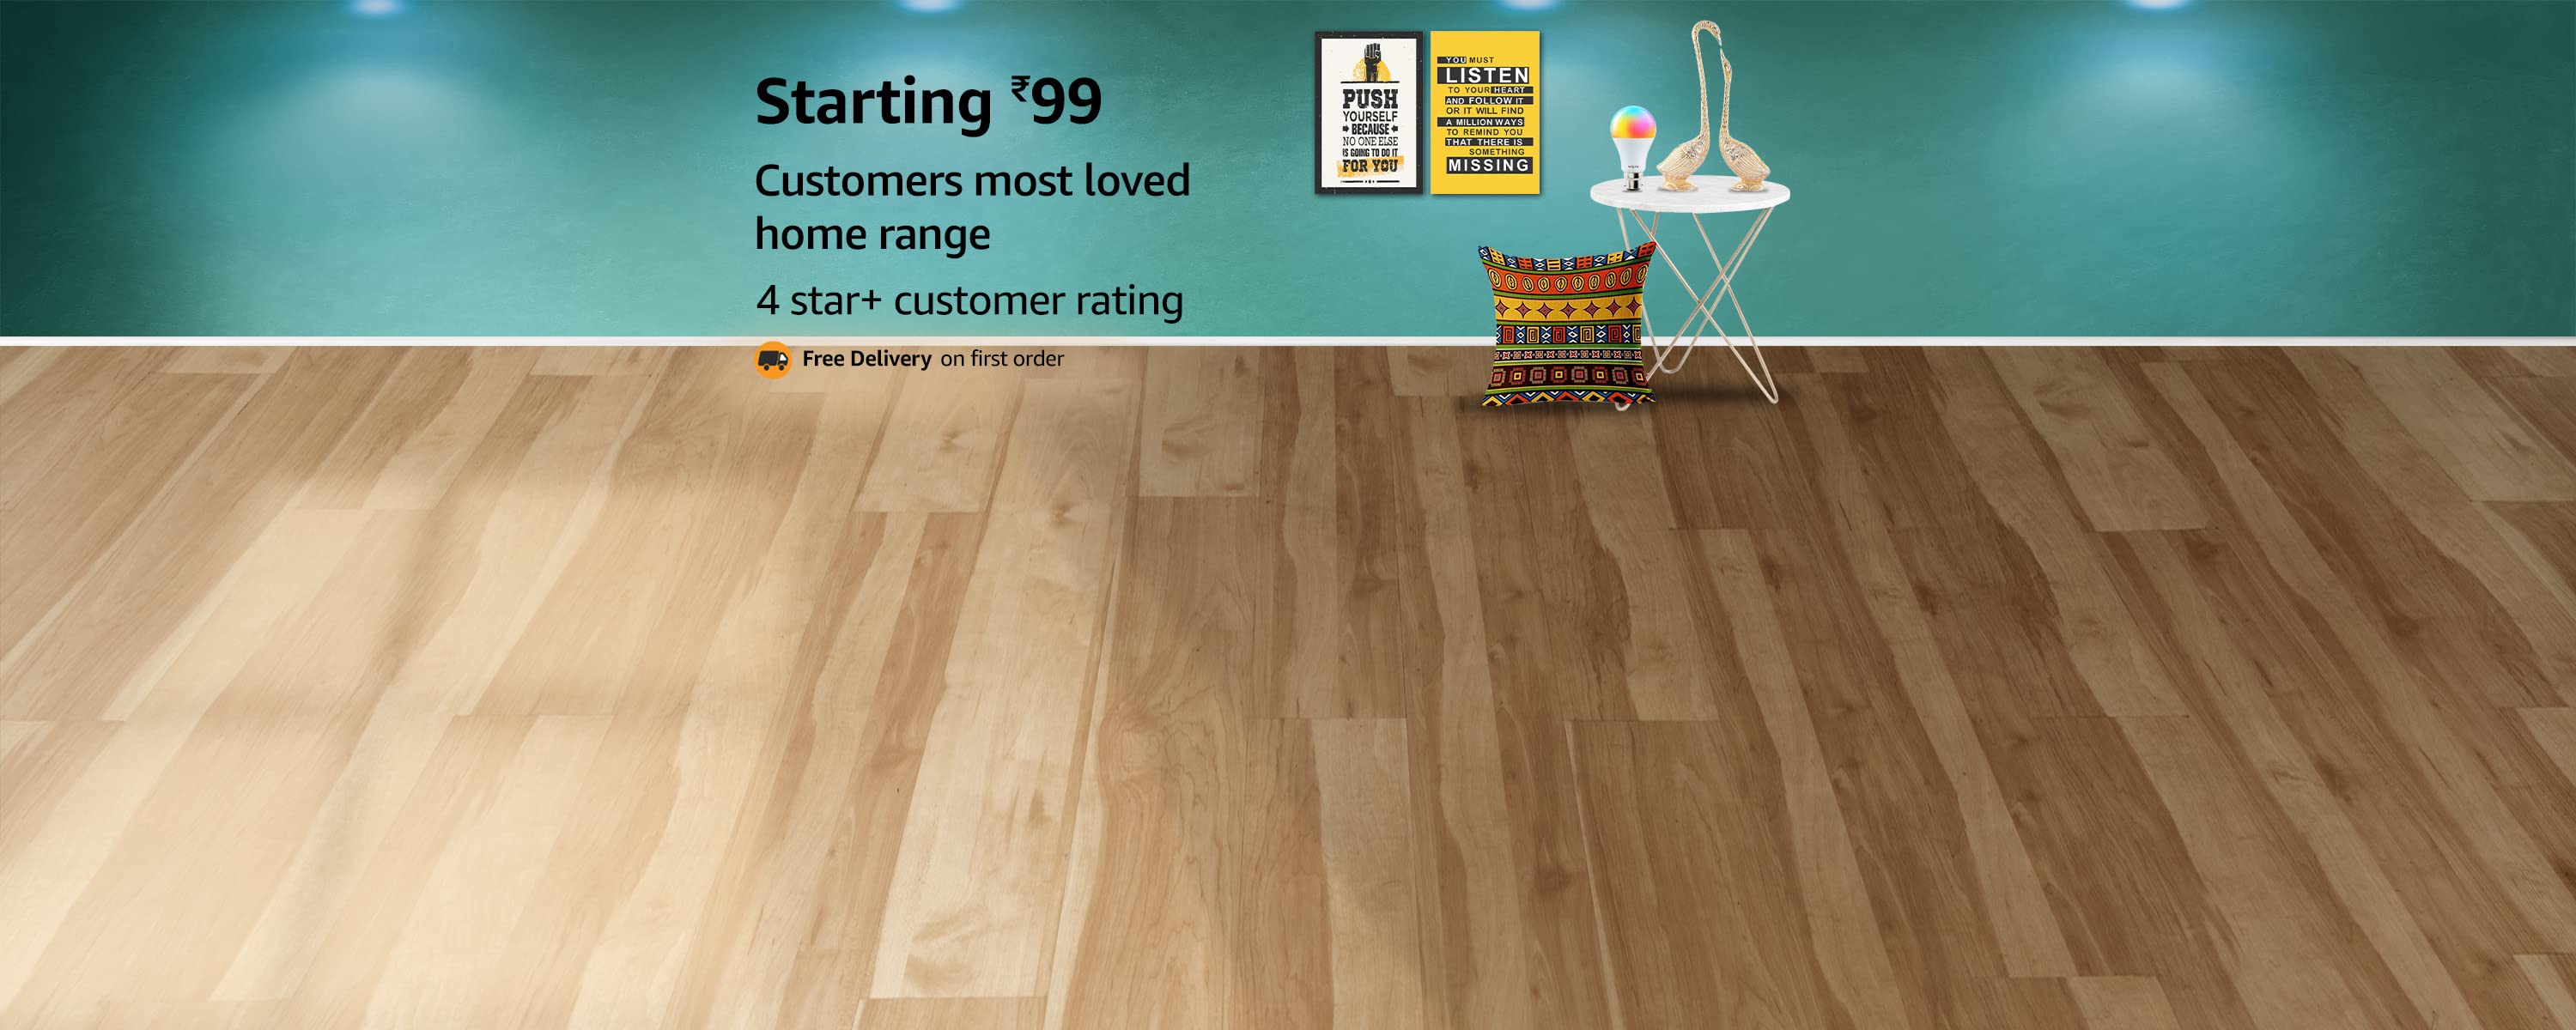 Starting ₹99
Customers most loved
home range
4 star+ customer rating
Free Delivery on first order
PUSH
YOURSELF
BECAUSE
NO ONE ELSE
IS GOING TO DO IT
FOR YOU
YOU MUST
LISTEN
TO YOUR HEART
AND FOLLOW IT
OR IT WILL FIND
A MILLION WAYS
TO REMIND YOU
THAT THERE IS
SOMETHING
MISSING